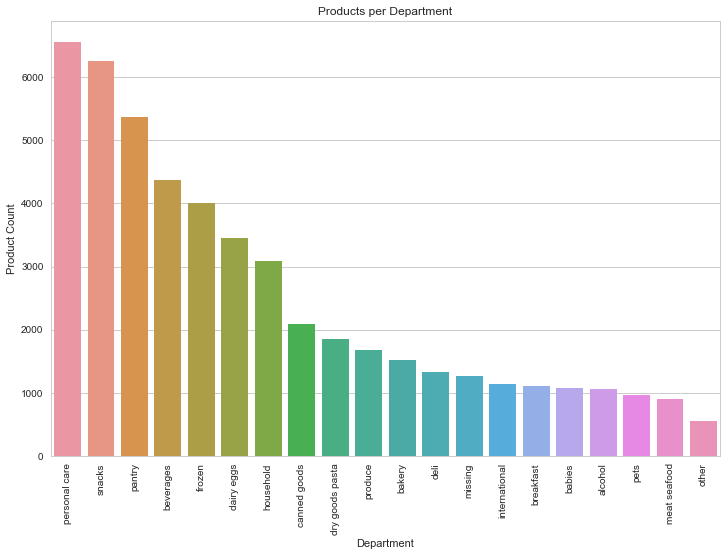 Products per Department
Product Count
6000
5000
4000
3000
2000
1000
0
personal care
snacks
pantry
beverages
frozen
dairy eggs
household
canned goods
dry goods pasta
produce
bakery
deli
missing
international
breakfast
babies
alcohol
pets
meat seafood
other
Department